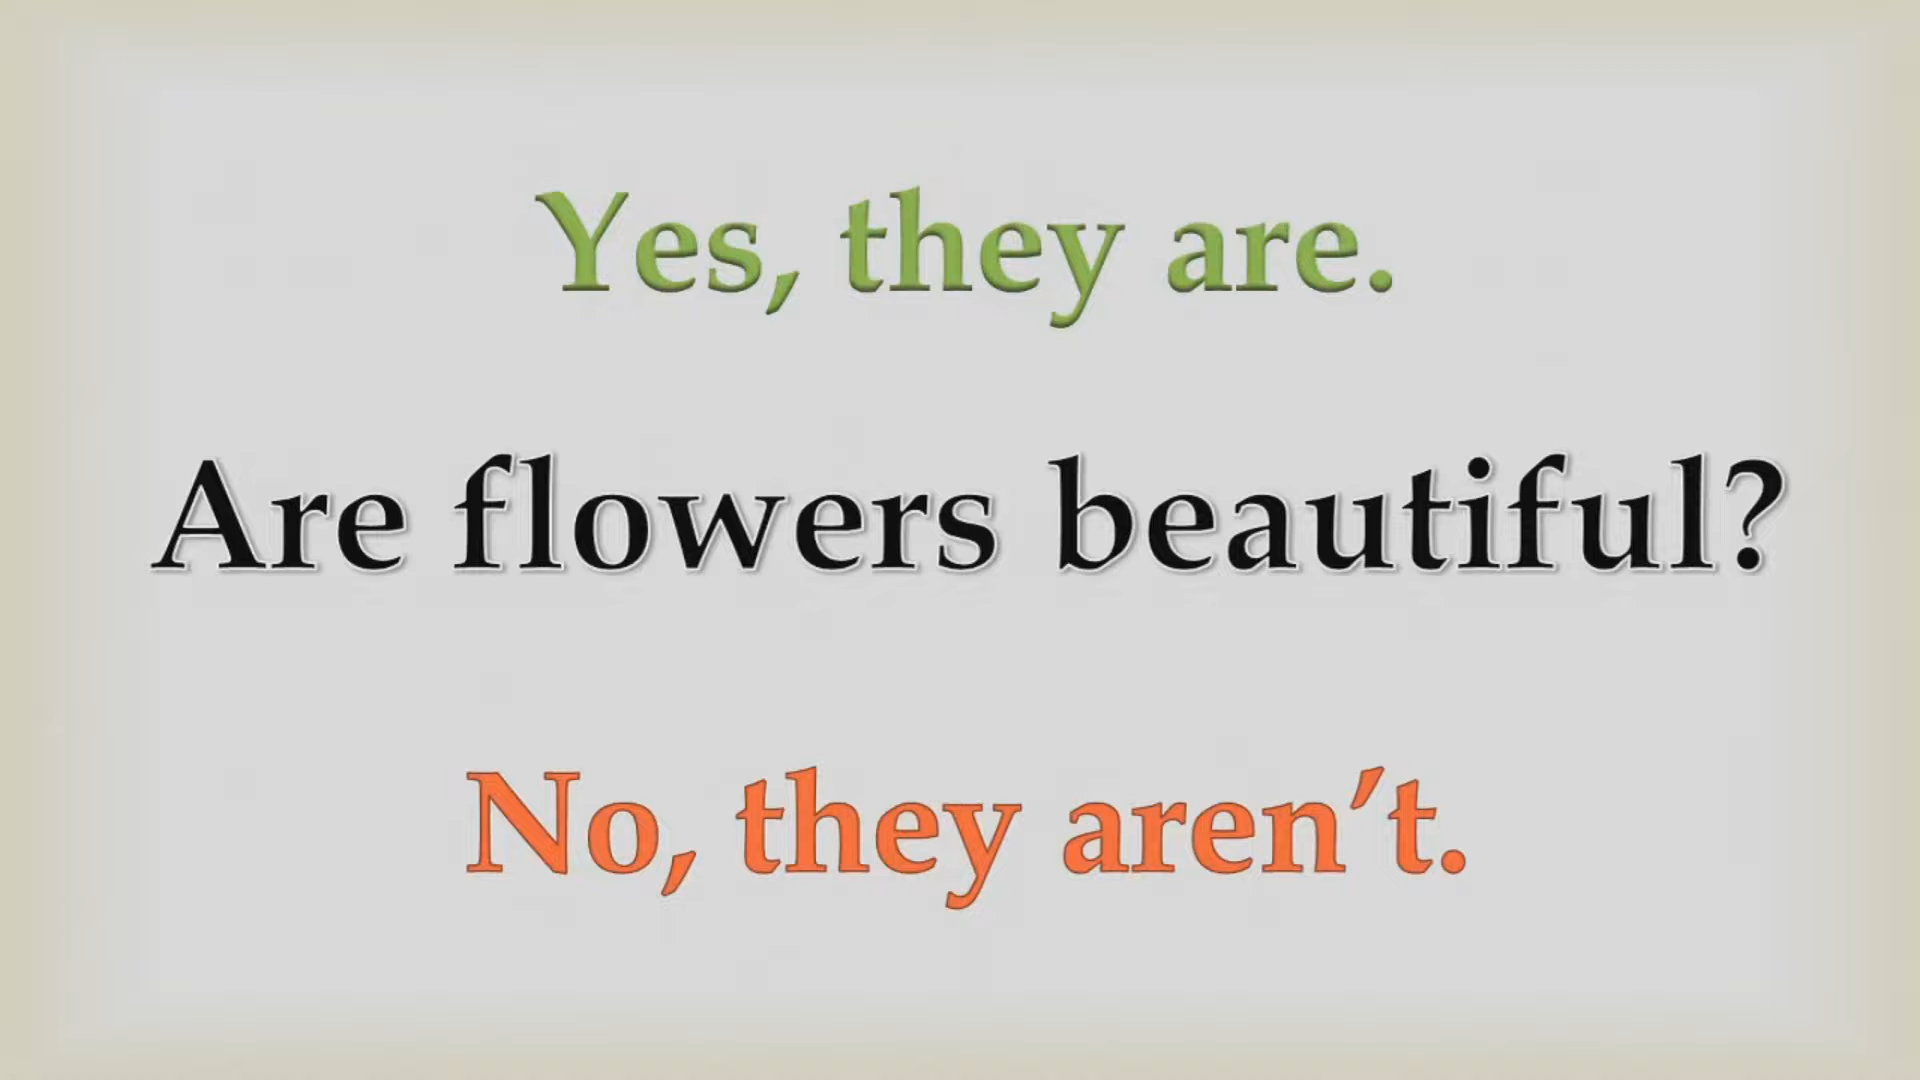 Yes, they are.
Are flowers beautiful?
No, they aren’t.